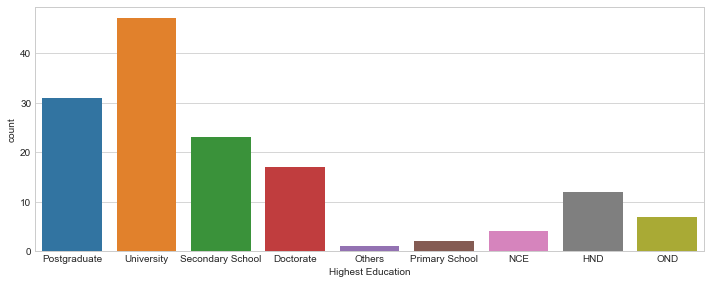 40
30
20
10
0
count
Postgraduate University Secondary School Doctorate Others Primary School NCE HND OND
Highest Education